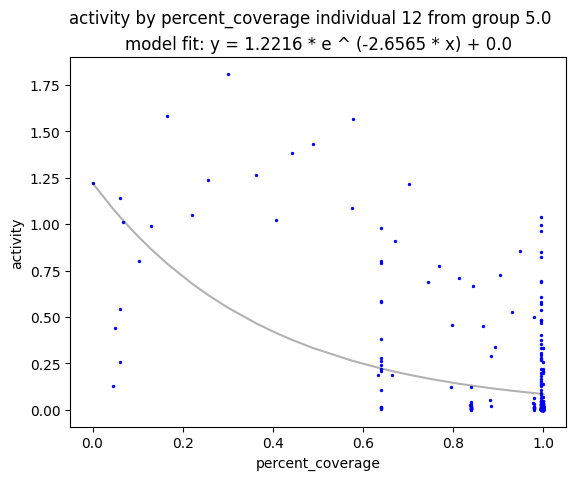 activity by percent_coverage individual 12 from group 5.0
model fit: y = 1.2216 * e ^ (-2.6565 * x) + 0.0
1.75
1.50
1.25
1.00
0.75
0.50
0.25
0.00
activity
0.0 0.2 0.4 0.6 0.8 1.0
percent_coverage